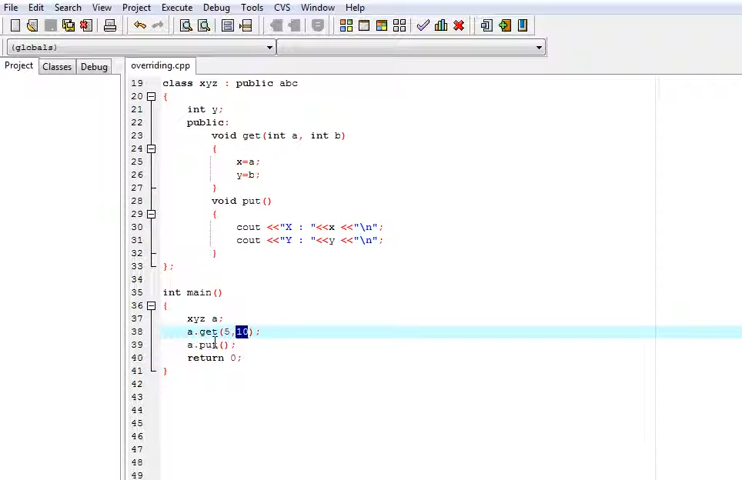 File Edit Search View Project Execute Debug Tools CVS Window Help
(globals)
Project Classes Debug
overriding.cpp
19 class xyz : public abc
20 {
21 int y;
22 public:
23 void get(int a, int b)
24 {
25 x=a;
26 y=b;
27 }
28 void put()
29 {
30 cout <<"X : "<<x <<"\n";
31 cout <<"Y : "<<y <<"\n";
32 }
33 };
34
35 int main()
36 {
37 xyz a;
38 a.get(5,10);
39 a.put();
40 return 0;
41 }
42
43
44
45
46
47
48
49